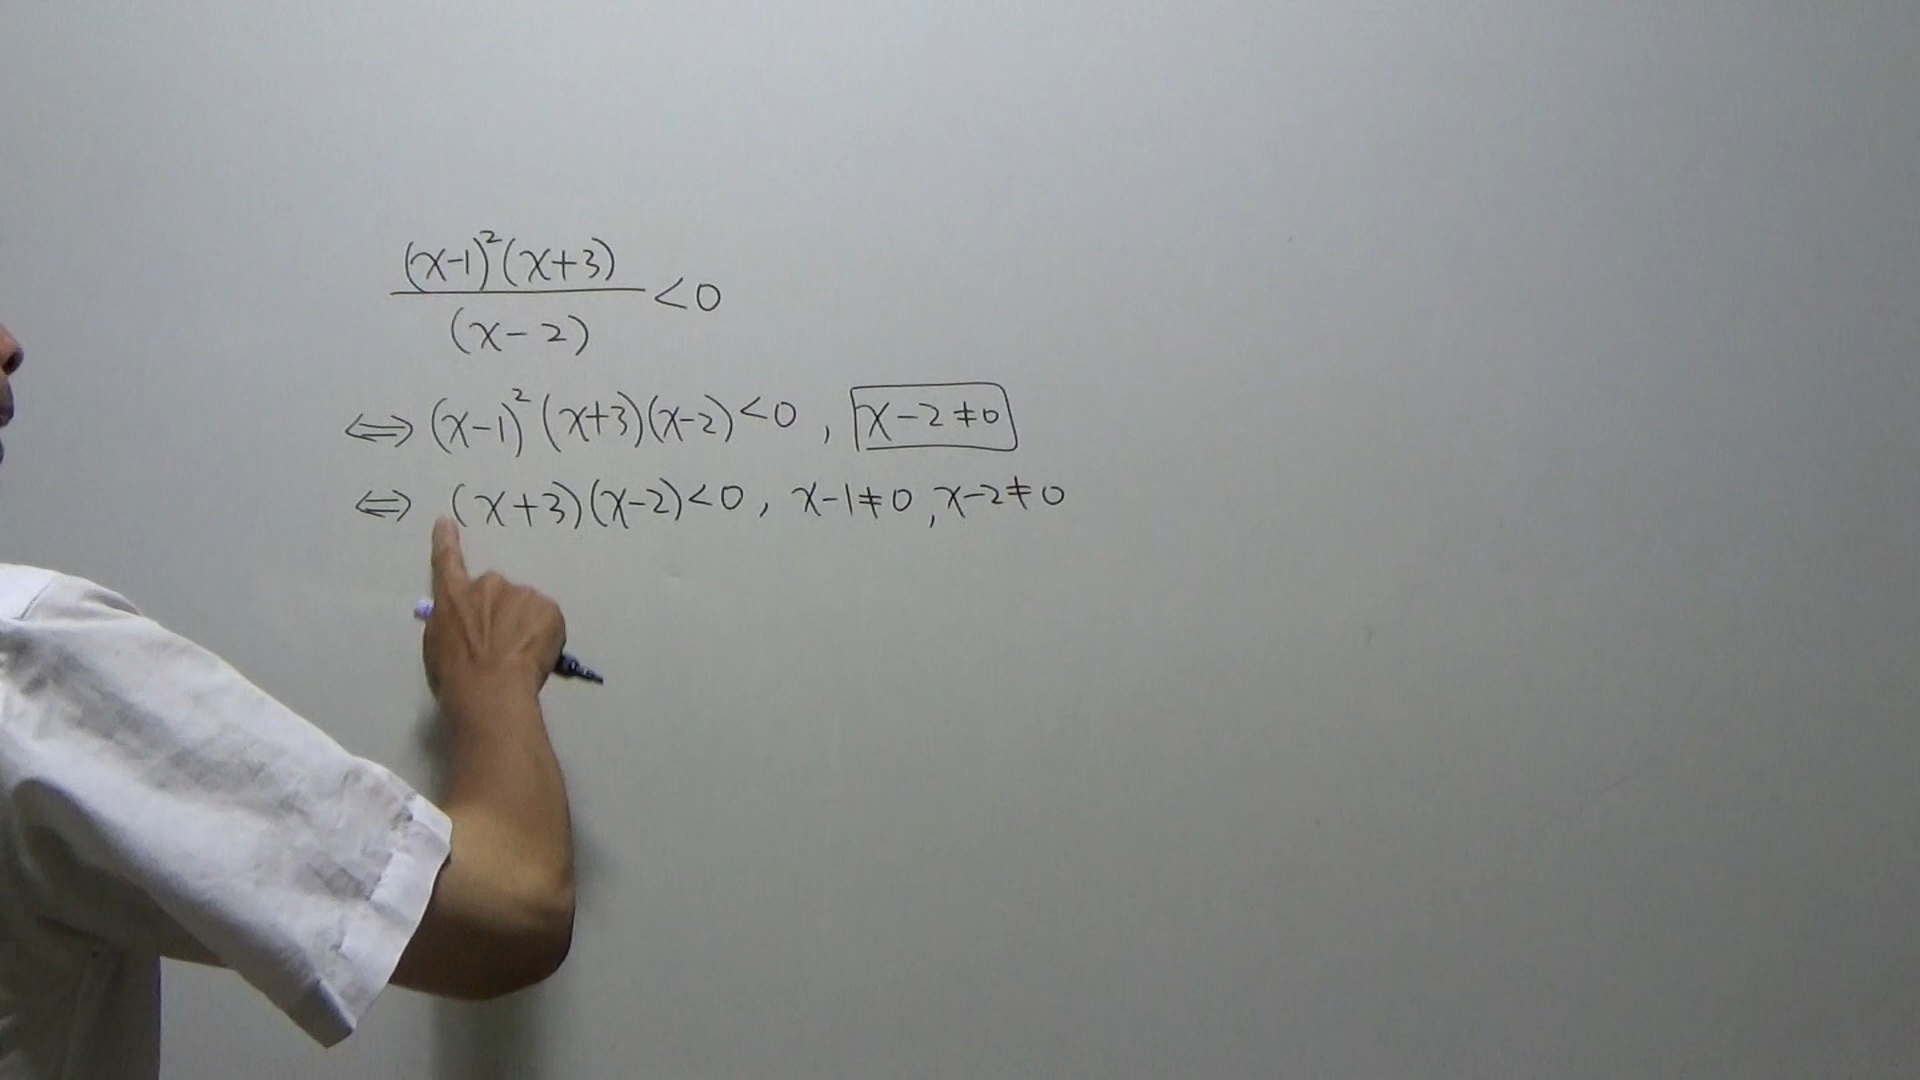 (x-1)²(x+3)
/(x-2) <0
⇔ (x-1)²(x+3)(x-2)<0 , x-2≠0
⇔ (x+3)(x-2)<0 , x-1≠0 , x-2≠0